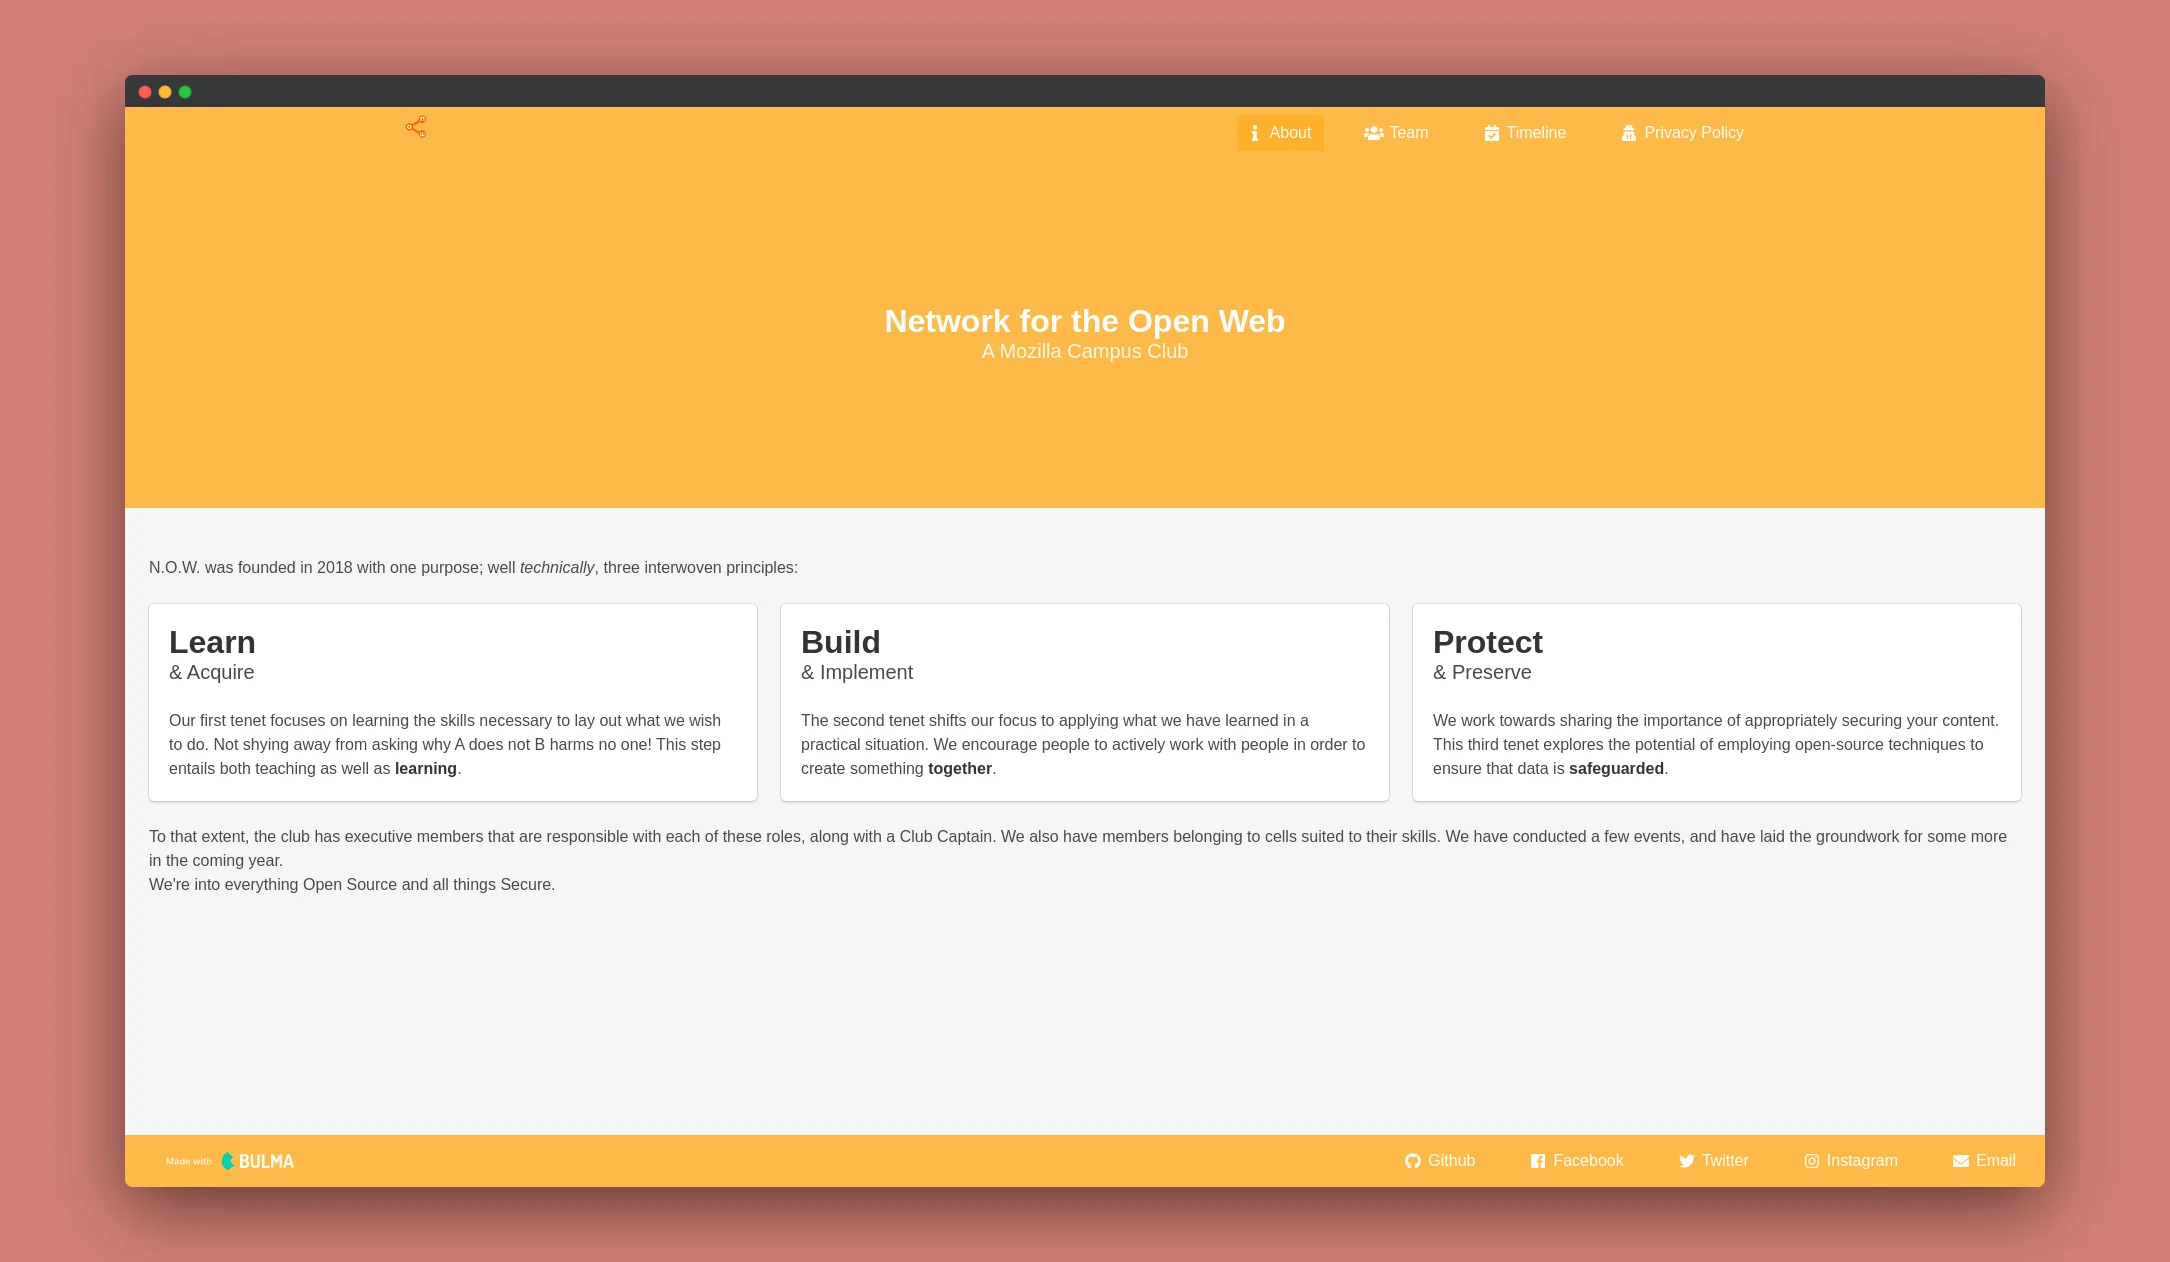 About Team Timeline Privacy Policy
Network for the Open Web
A Mozilla Campus Club
N.O.W. was founded in 2018 with one purpose; well technically, three interwoven principles:
Learn
& Acquire
Our first tenet focuses on learning the skills necessary to lay out what we wish
to do. Not shying away from asking why A does not B harms no one! This step
entails both teaching as well as learning.
Build
& Implement
The second tenet shifts our focus to applying what we have learned in a
practical situation. We encourage people to actively work with people in order to
create something together.
Protect
& Preserve
We work towards sharing the importance of appropriately securing your content.
This third tenet explores the potential of employing open-source techniques to
ensure that data is safeguarded.
To that extent, the club has executive members that are responsible with each of these roles, along with a Club Captain. We also have members belonging to cells suited to their skills. We have conducted a few events, and have laid the groundwork for some more
in the coming year.
We're into everything Open Source and all things Secure.
Made with BULMA
Github Facebook Twitter Instagram Email